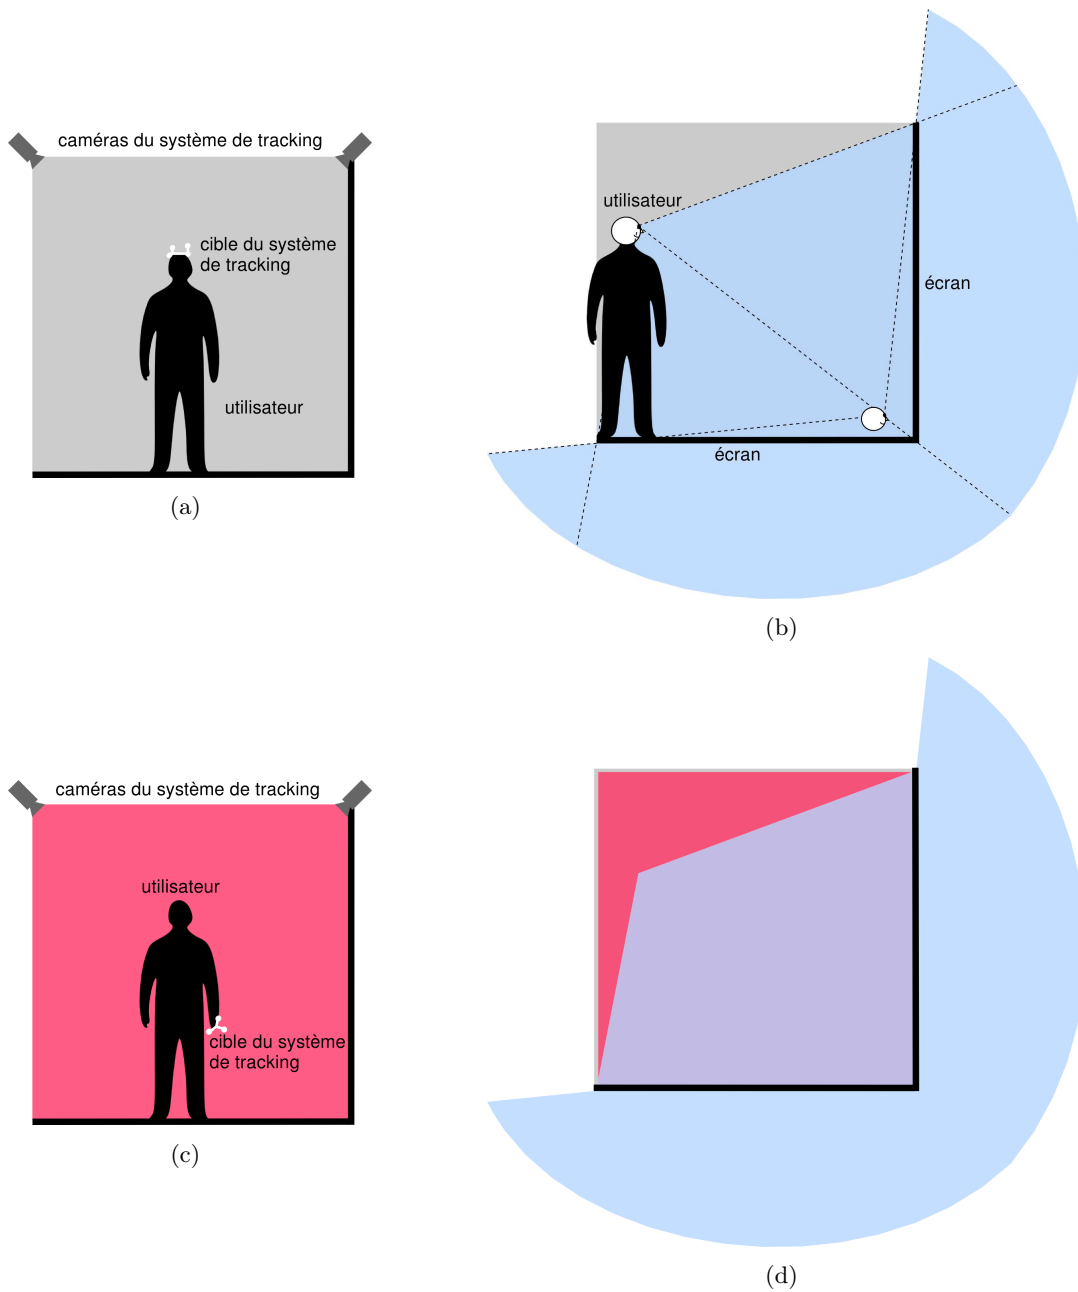 caméras du système de tracking
cible du système
de tracking
utilisateur
(a)
utilisateur
écran
écran
(b)
caméras du système de tracking
utilisateur
cible du système
de tracking
(c)
(d)